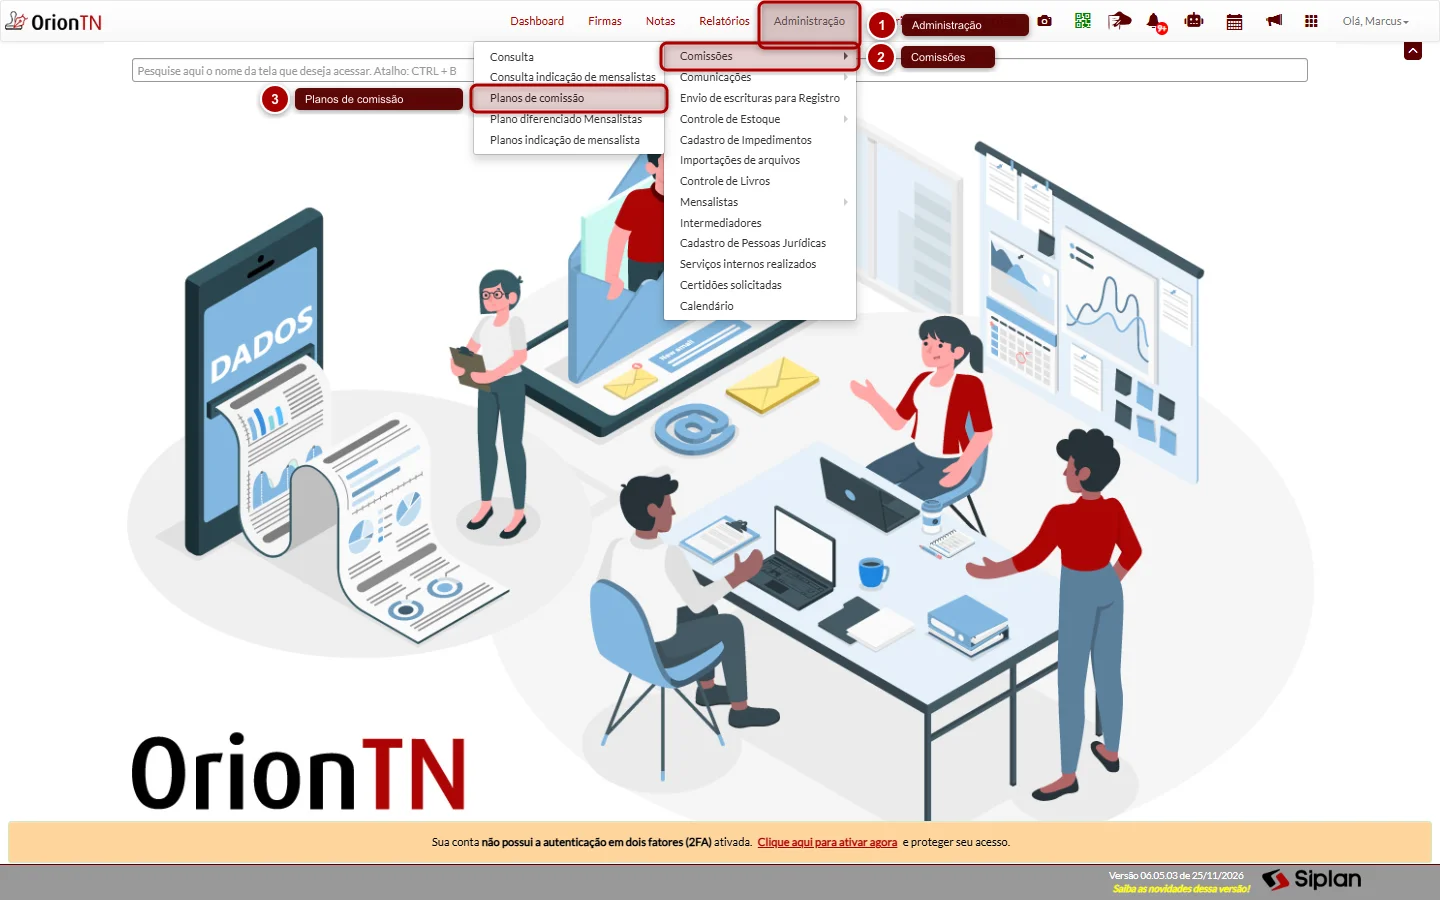 OrionTN
Dashboard
Firmas
Notas
Relatórios
Administração
1
Administração
9+
Olá, Marcus
Pesquise aqui o nome da tela que deseja acessar. Atalho: CTRL + B
Consulta
Consulta indicação de mensalistas
3
Planos de comissão
Planos de comissão
Plano diferenciado Mensalistas
Planos indicação de mensalista
Comissões
2
Comissões
Comunicações
Envio de escrituras para Registro
Controle de Estoque
Cadastro de Impedimentos
Importações de arquivos
Controle de Livros
Mensalistas
Intermediadores
Cadastro de Pessoas Jurídicas
Serviços internos realizados
Certidões solicitadas
Calendário
DADOS
New email
@
OrionTN
Sua conta não possui a autenticação em dois fatores (2FA) ativada. Clique aqui para ativar agora e proteger seu acesso.
Versão 06.05.03 de 25/11/2026
Saiba as novidades dessa versão!
Siplan